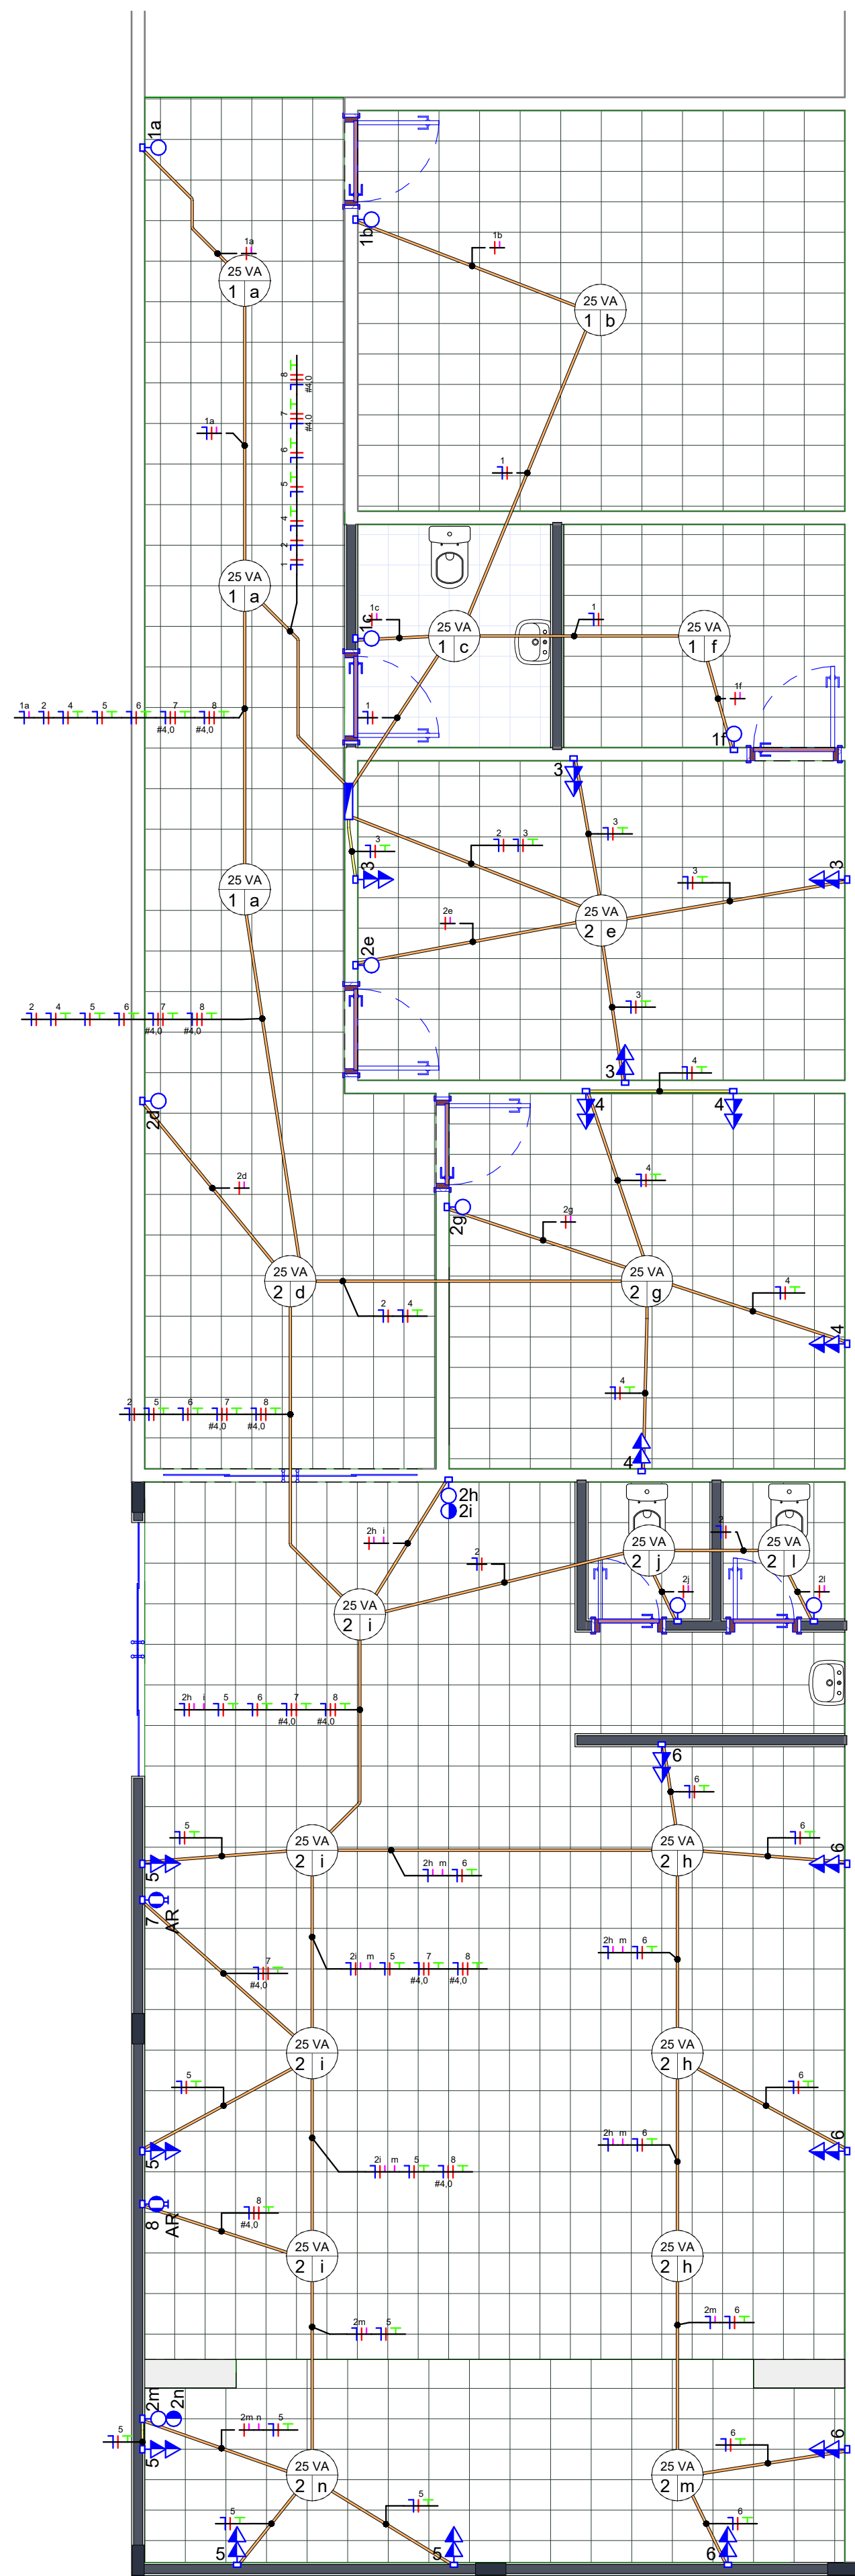 1a
1a
25 VA
1 a
1b
1b
25 VA
1 b
8
#4,0
7
#4,0
6
5
4
2
1
1a
1
25 VA
1 a
1c
1c
25 VA
1 c
1
25 VA
1 f
1f
1f
1
1a 2 4 5 6 7 8
#4,0 #4,0
3
3
2 3
3
3
3
3
25 VA
1 a
25 VA
2 e
2e
2e
3
3
2 4 5 6 7 8
#4,0 #4,0
4
4
4
2d
2d
4
2g
2g
25 VA
2 d
25 VA
2 g
2 4
4
4
4
4
2 5 6 7 8
#4,0 #4,0
2h
2i
2h i
2
25 VA
2 j
2
25 VA
2 l
2j
2l
25 VA
2 i
2h i 5 6 7 8
#4,0 #4,0
6
6
5
5
25 VA
2 i
25 VA
2 h
6
6
2h m 6
7
AR
7
#4,0
2i m 5 7 8
#4,0 #4,0
2h m 6
25 VA
2 i
25 VA
2 h
5
5
6
6
2h m 6
2i m 5 8
#4,0
8
AR
8
#4,0
25 VA
2 i
25 VA
2 h
2m 5
2m 6
2m
2n
2m n 5
5
5
6
6
25 VA
2 n
25 VA
2 m
5
5
5
5
6
6